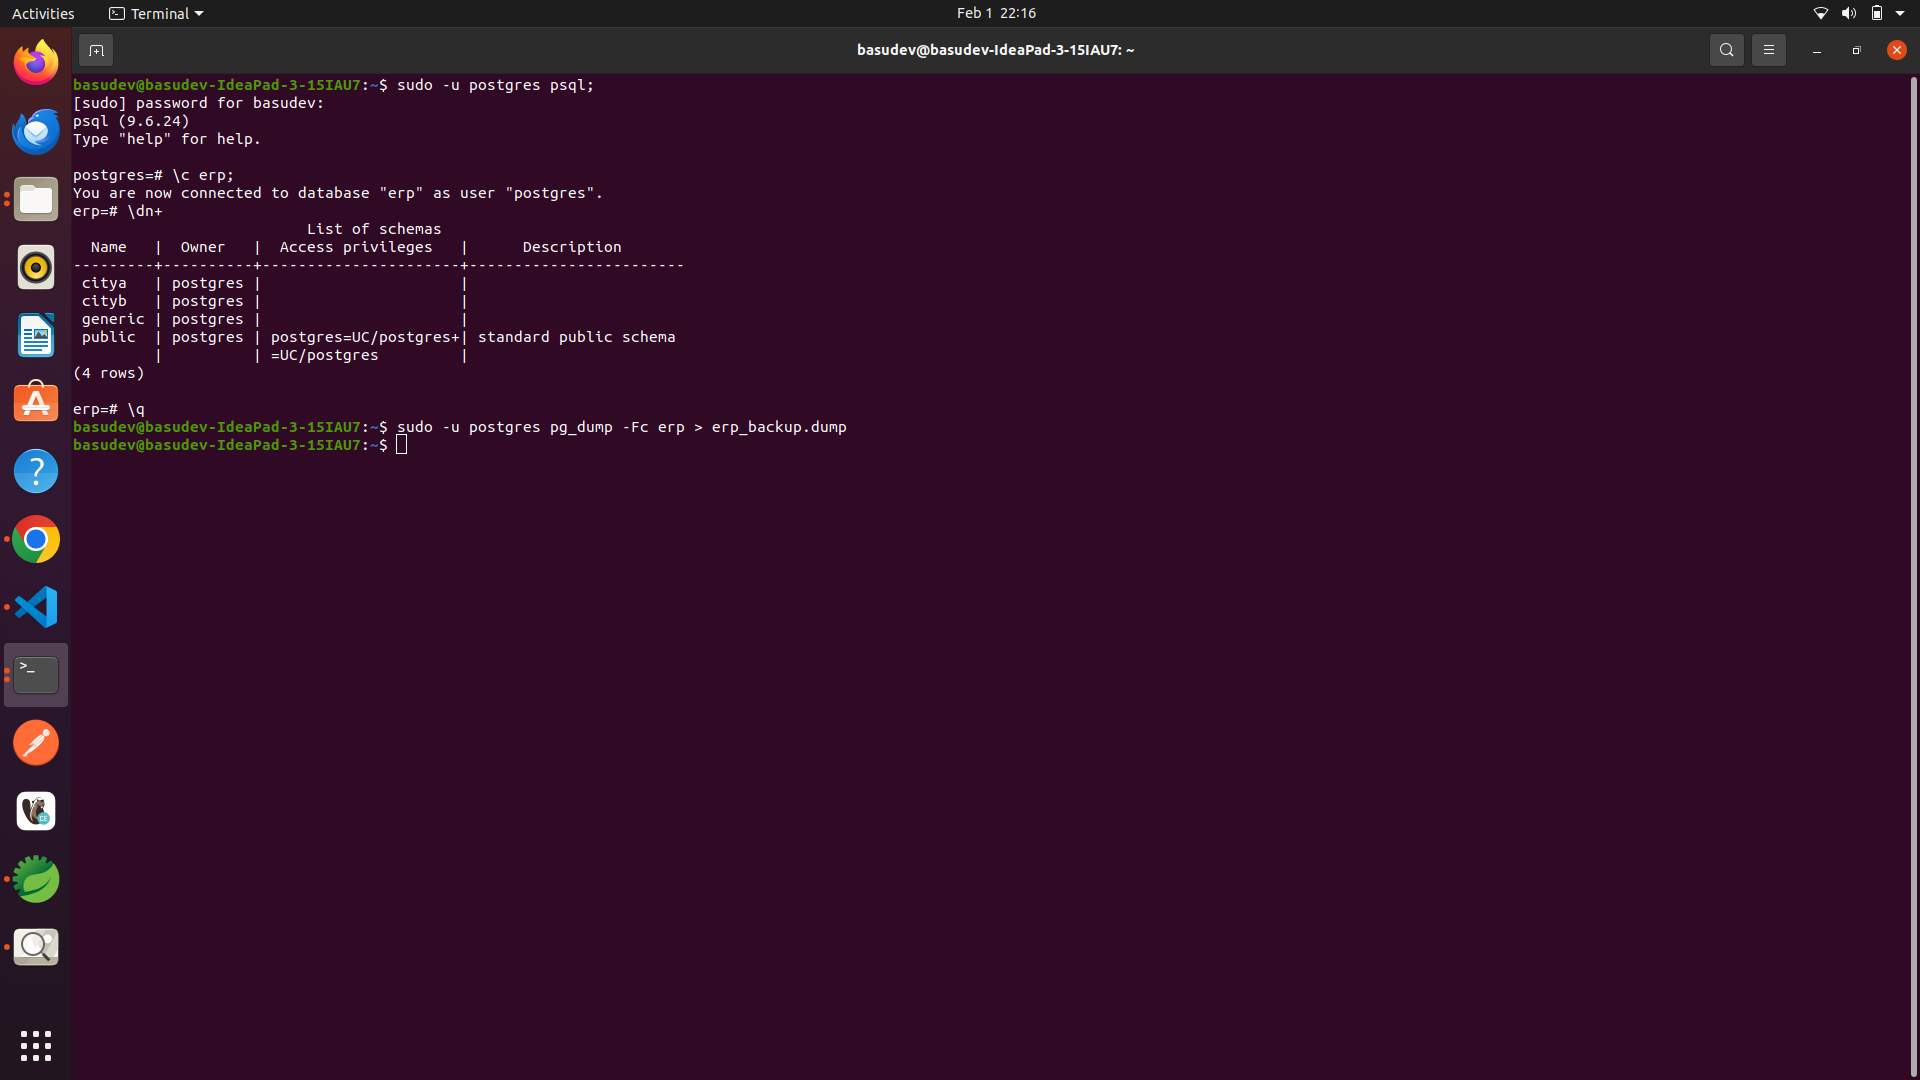 Activities
Terminal
Feb 1 22:16
basudev@basudev-IdeaPad-3-15IAU7: ~
basudev@basudev-IdeaPad-3-15IAU7:~$ sudo -u postgres psql;
[sudo] password for basudev:
psql (9.6.24)
Type "help" for help.
postgres=# \c erp;
You are now connected to database "erp" as user "postgres".
erp=# \dn+
                          List of schemas
  Name   |  Owner   |  Access privileges   |      Description
---------+----------+----------------------+------------------------
 citya   | postgres |                      |
 cityb   | postgres |                      |
 generic | postgres |                      |
 public  | postgres | postgres=UC/postgres+| standard public schema
         |          | =UC/postgres         |
(4 rows)
erp=# \q
basudev@basudev-IdeaPad-3-15IAU7:~$ sudo -u postgres pg_dump -Fc erp > erp_backup.dump
basudev@basudev-IdeaPad-3-15IAU7:~$
>_
CE